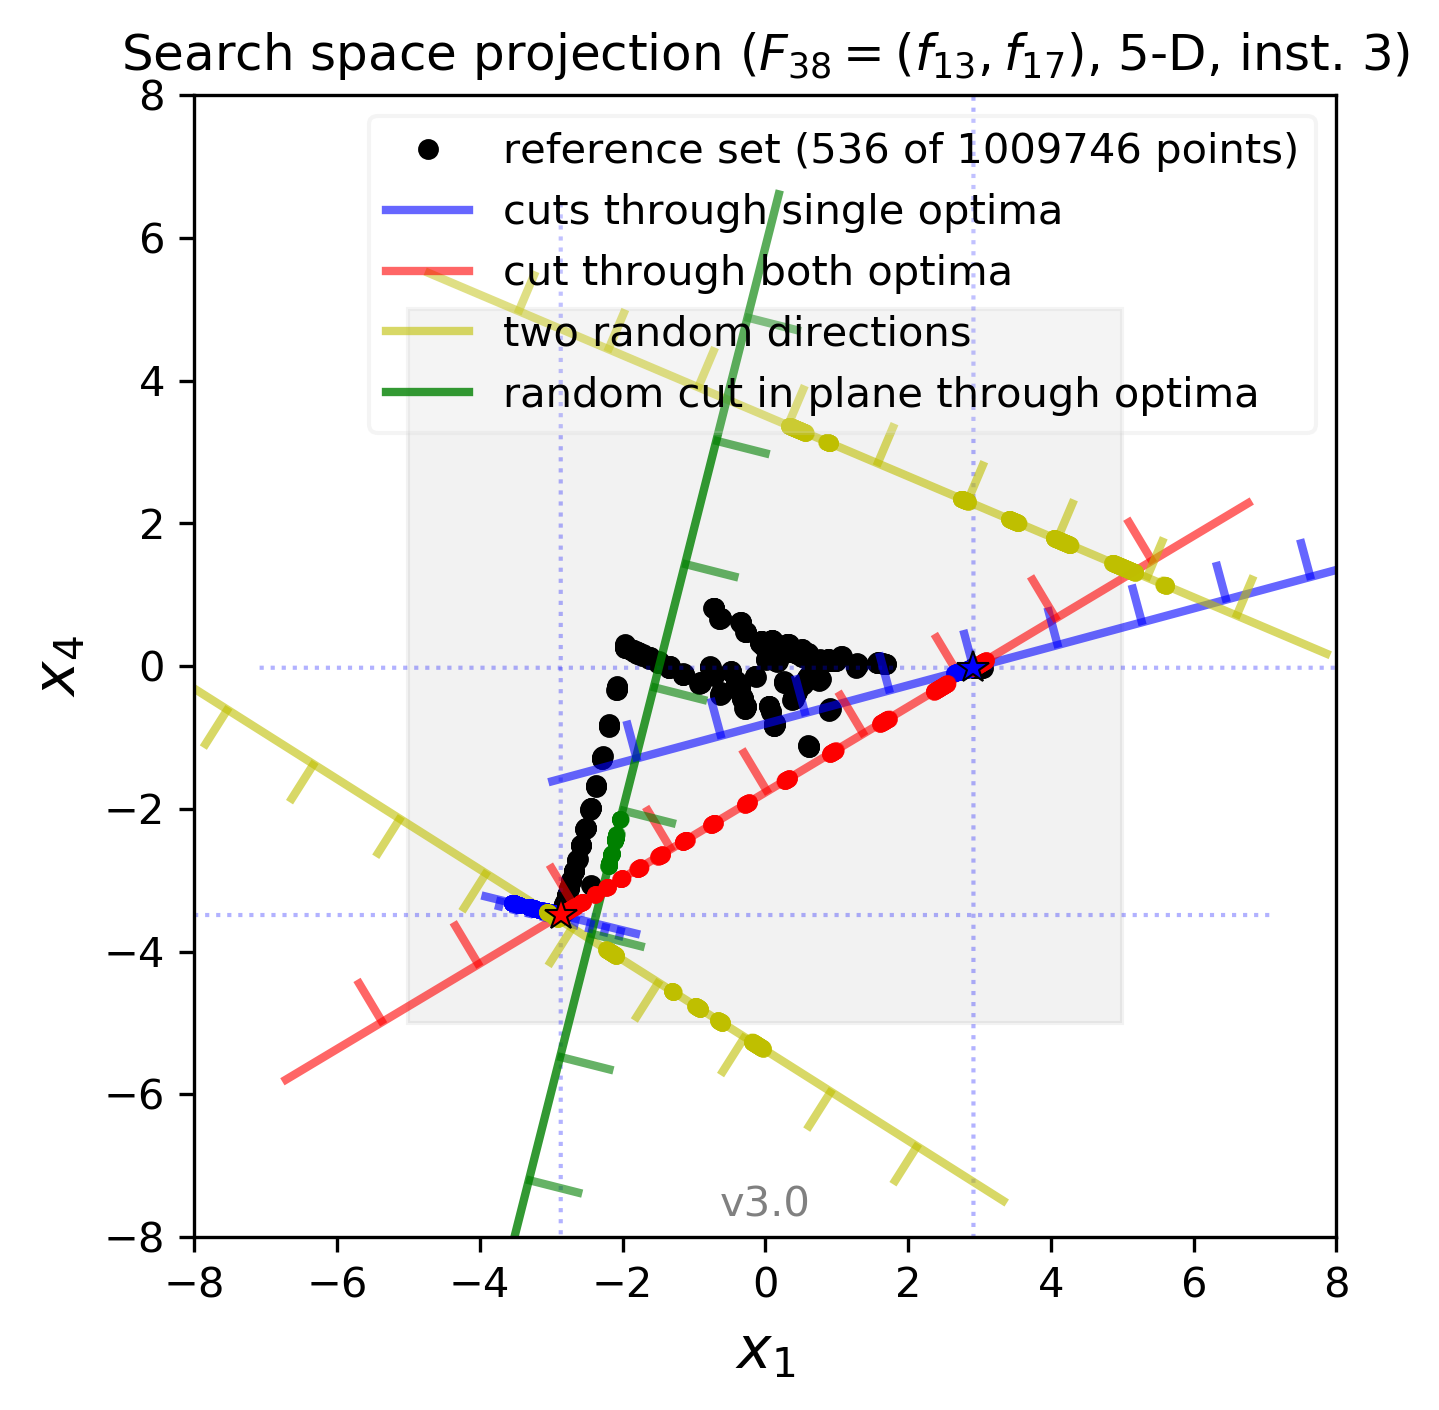 Search space projection (F38 = (f13, f17), 5-D, inst. 3)
reference set (536 of 1009746 points)
cuts through single optima
cut through both optima
two random directions
random cut in plane through optima
8
6
4
2
0
−2
−4
−6
−8
x4
v3.0
−8 −6 −4 −2 0 2 4 6 8
x1